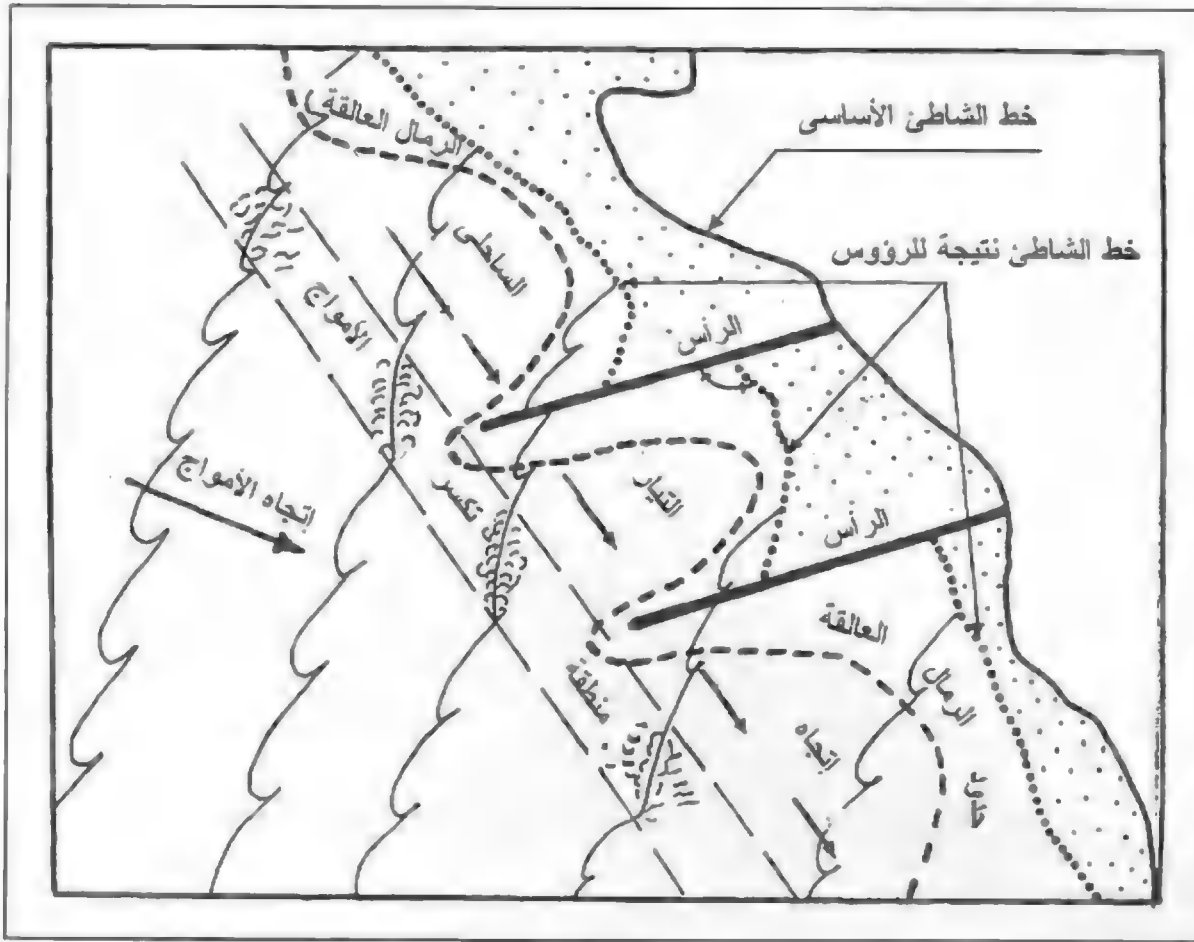 خط الشاطئ الأساسى
خط الشاطئ نتيجة للرؤوس
الرمال العالقة
الساحلى
الأمواج
الرأس
إتجاه الأمواج
تكسر
التيار
الرأس
العالقة
منطقة
الرمال
إتجاه